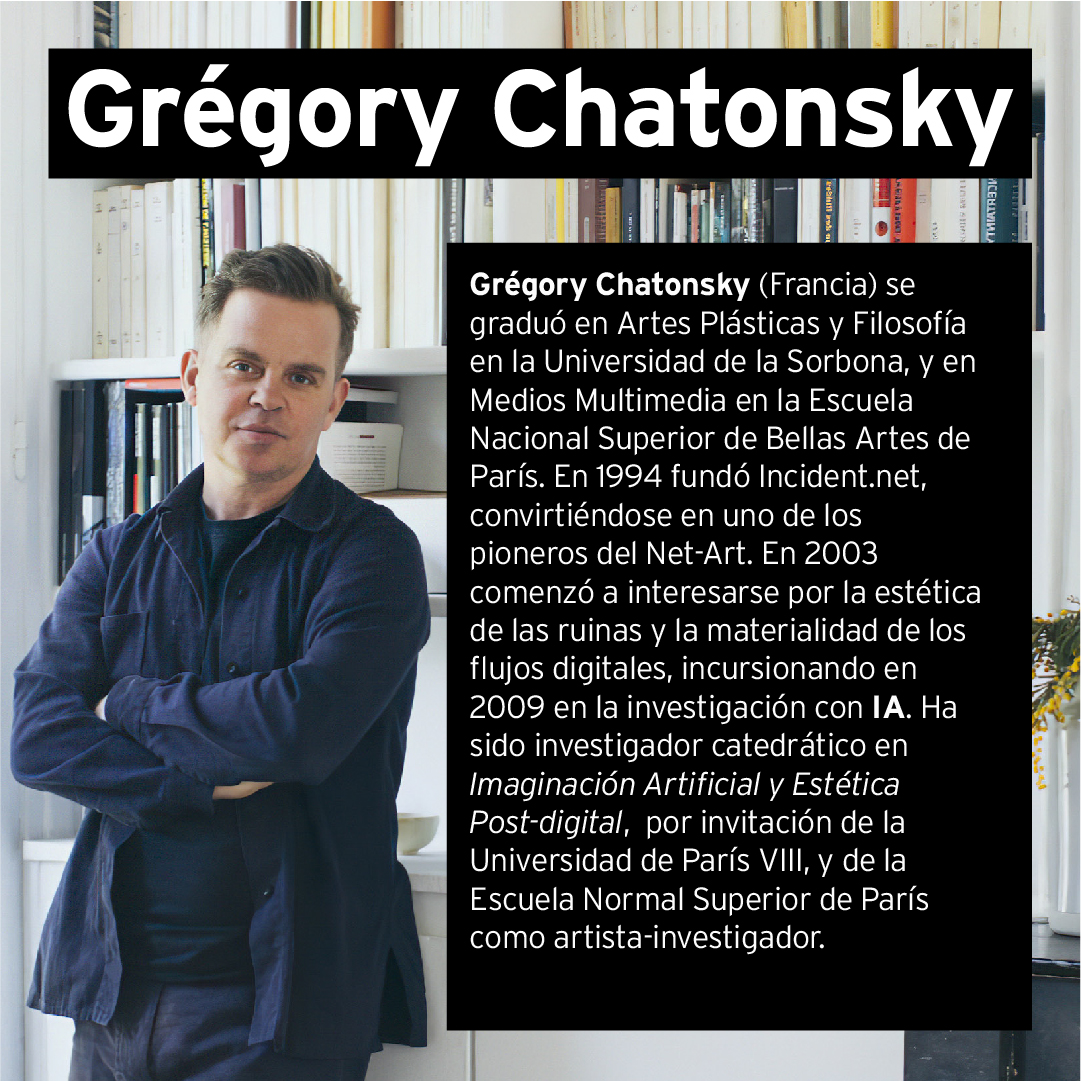 Grégory Chatonsky
Grégory Chatonsky (Francia) se
graduó en Artes Plásticas y Filosofía
en la Universidad de la Sorbona, y en
Medios Multimedia en la Escuela
Nacional Superior de Bellas Artes de
París. En 1994 fundó Incident.net,
convirtiéndose en uno de los
pioneros del Net-Art. En 2003
comenzó a interesarse por la estética
de las ruinas y la materialidad de los
flujos digitales, incursionando en
2009 en la investigación con IA. Ha
sido investigador catedrático en
Imaginación Artificial y Estética
Post-digital,  por invitación de la
Universidad de París VIII, y de la
Escuela Normal Superior de París
como artista-investigador.